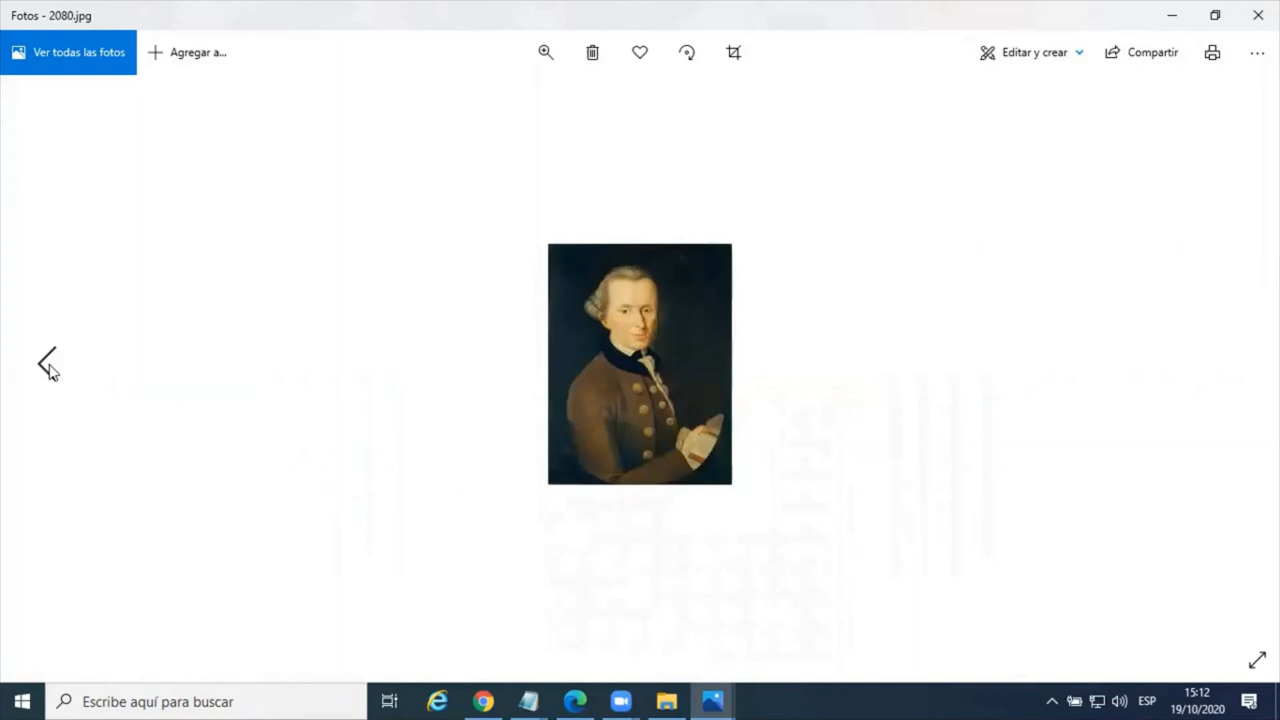 Fotos - 2080.jpg
Ver todas las fotos
Agregar a...
Editar y crear
Compartir
Escribe aquí para buscar
ESP
15:12
19/10/2020